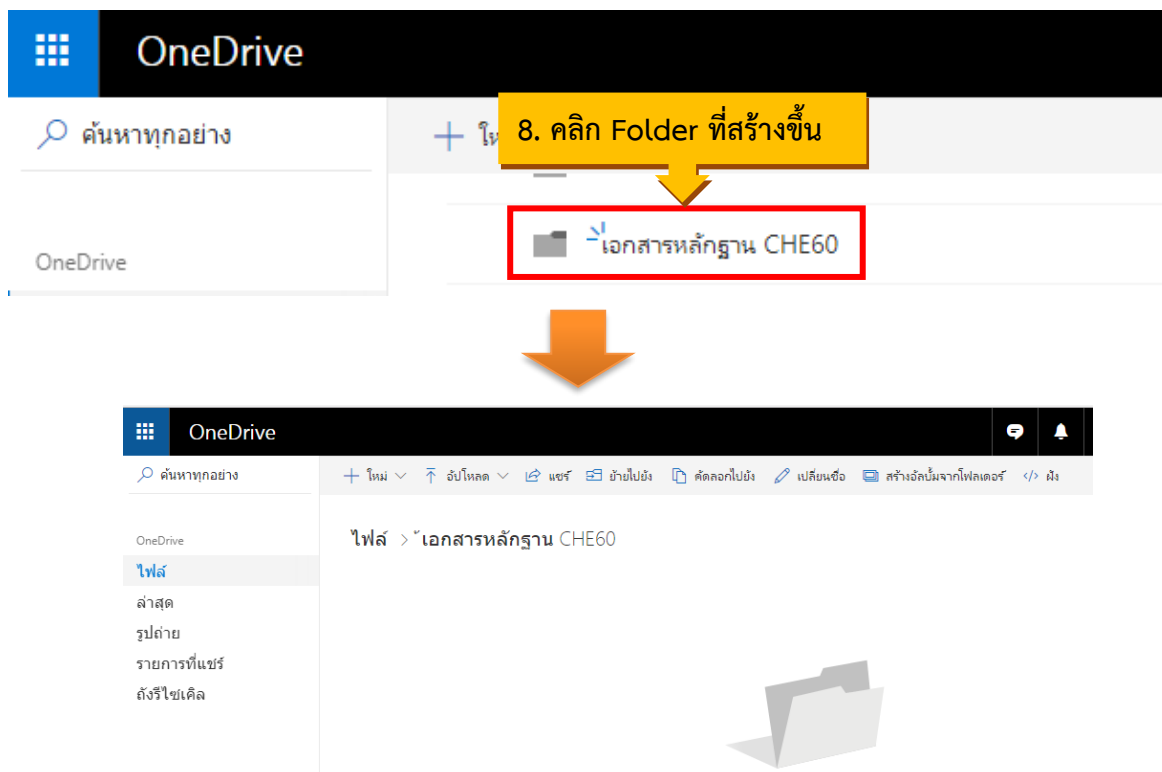 OneDrive
ค้นหาทุกอย่าง
8. คลิก Folder ที่สร้างขึ้น
เอกสารหลักฐาน CHE60
OneDrive
OneDrive
ค้นหาทุกอย่าง
ใหม่ อัปโหลด แชร์ ย้ายไปยัง คัดลอกไปยัง เปลี่ยนชื่อ สร้างอัลบั้มจากโฟลเดอร์ </> ฝัง
ไฟล์ > ้เอกสารหลักฐาน CHE60
OneDrive
ไฟล์
ล่าสุด
รูปถ่าย
รายการที่แชร์
ถังรีไซเคิล